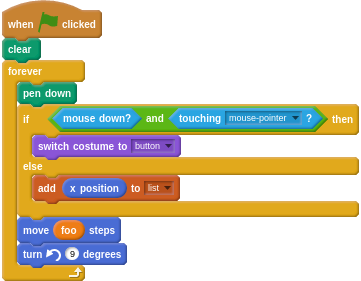 when clicked
clear
forever
pen down
if mouse down? and touching mouse-pointer ? then
switch costume to button
else
add x position to list
move foo steps
turn 9 degrees